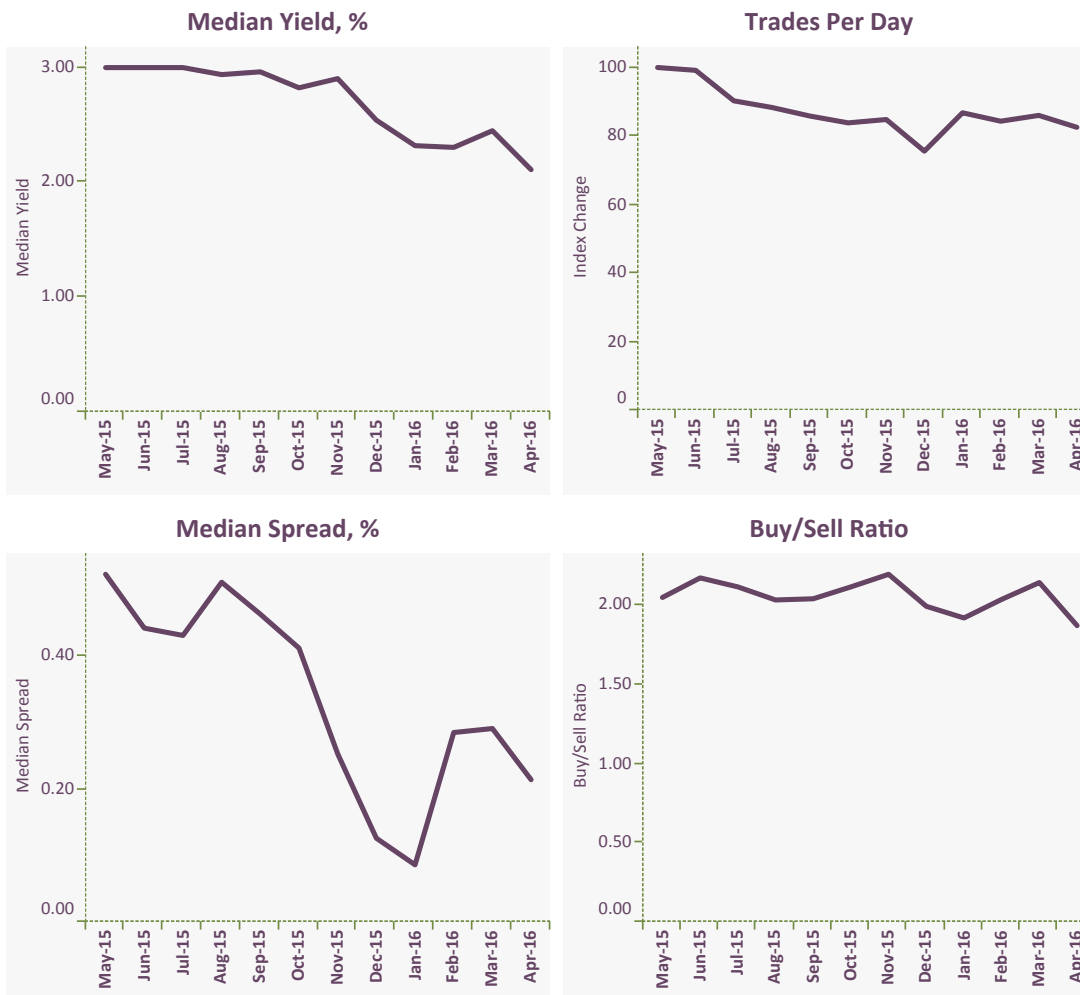 Median Yield, %
3.00
2.00
1.00
0.00
Median Yield
May-15
Jun-15
Jul-15
Aug-15
Sep-15
Oct-15
Nov-15
Dec-15
Jan-16
Feb-16
Mar-16
Apr-16
Trades Per Day
100
80
60
40
20
0
Index Change
May-15
Jun-15
Jul-15
Aug-15
Sep-15
Oct-15
Nov-15
Dec-15
Jan-16
Feb-16
Mar-16
Apr-16
Median Spread, %
0.40
0.20
0.00
Median Spread
May-15
Jun-15
Jul-15
Aug-15
Sep-15
Oct-15
Nov-15
Dec-15
Jan-16
Feb-16
Mar-16
Apr-16
Buy/Sell Ratio
2.00
1.50
1.00
0.50
0.00
Buy/Sell Ratio
May-15
Jun-15
Jul-15
Aug-15
Sep-15
Oct-15
Nov-15
Dec-15
Jan-16
Feb-16
Mar-16
Apr-16